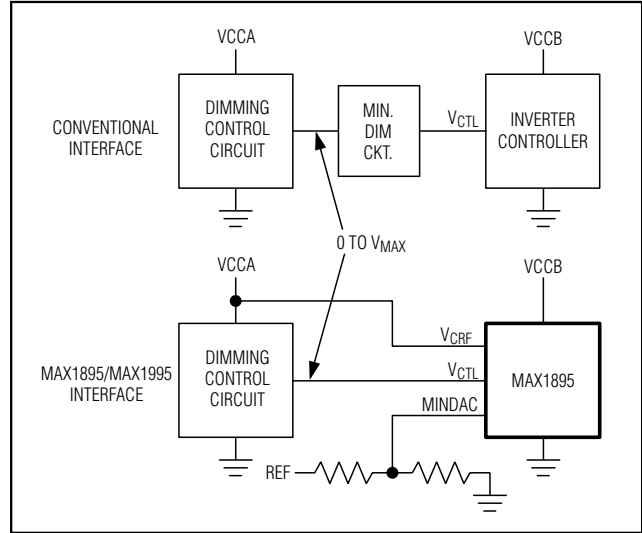 VCCA
VCCB
CONVENTIONAL
INTERFACE
DIMMING
CONTROL
CIRCUIT
MIN.
DIM
CKT.
VCTL
INVERTER
CONTROLLER
0 TO VMAX
VCCA
VCCB
MAX1895/MAX1995
INTERFACE
DIMMING
CONTROL
CIRCUIT
VCRF
VCTL
MINDAC
MAX1895
REF